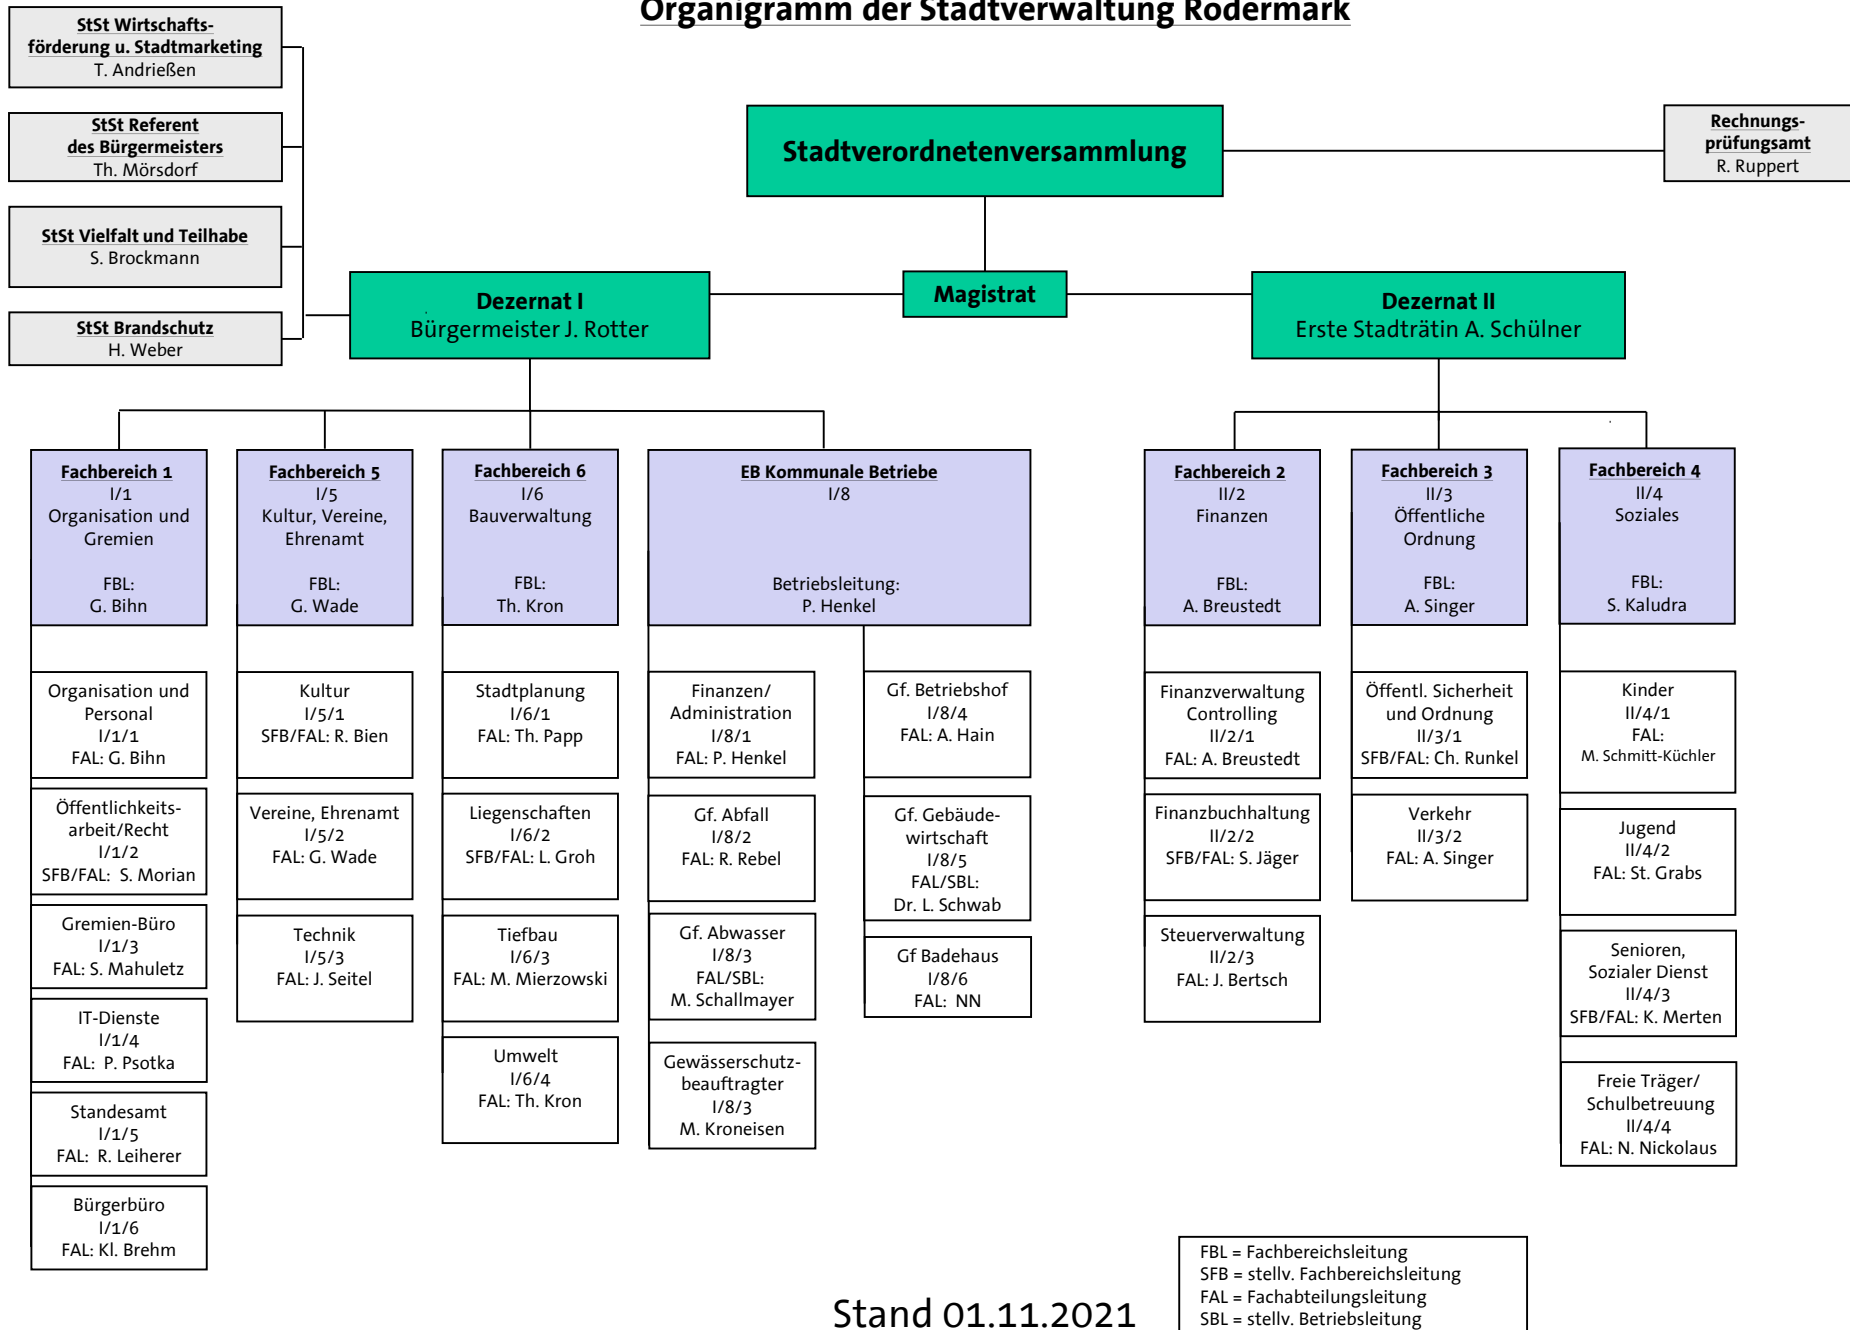 Organigramm der Stadtverwaltung Rödermark
StSt Wirtschafts-
förderung u. Stadtmarketing
T. Andrießen
StSt Referent
des Bürgermeisters
Th. Mörsdorf
StSt Vielfalt und Teilhabe
S. Brockmann
StSt Brandschutz
H. Weber
Stadtverordnetenversammlung
Rechnungs-
prüfungsamt
R. Ruppert
Magistrat
Dezernat I
Bürgermeister J. Rotter
Dezernat II
Erste Stadträtin A. Schülner
Fachbereich 1
I/1
Organisation und
Gremien
FBL:
G. Bihn
Organisation und
Personal
I/1/1
FAL: G. Bihn
Öffentlichkeits-
arbeit/Recht
I/1/2
SFB/FAL: S. Morian
Gremien-Büro
I/1/3
FAL: S. Mahuletz
IT-Dienste
I/1/4
FAL: P. Psotka
Standesamt
I/1/5
FAL: R. Leiherer
Bürgerbüro
I/1/6
FAL: Kl. Brehm
Fachbereich 5
I/5
Kultur, Vereine,
Ehrenamt
FBL:
G. Wade
Kultur
I/5/1
SFB/FAL: R. Bien
Vereine, Ehrenamt
I/5/2
FAL: G. Wade
Technik
I/5/3
FAL: J. Seitel
Fachbereich 6
I/6
Bauverwaltung
FBL:
Th. Kron
Stadtplanung
I/6/1
FAL: Th. Papp
Liegenschaften
I/6/2
SFB/FAL: L. Groh
Tiefbau
I/6/3
FAL: M. Mierzowski
Umwelt
I/6/4
FAL: Th. Kron
EB Kommunale Betriebe
I/8
Betriebsleitung:
P. Henkel
Finanzen/
Administration
I/8/1
FAL: P. Henkel
Gf. Abfall
I/8/2
FAL: R. Rebel
Gf. Abwasser
I/8/3
FAL/SBL:
M. Schallmayer
Gewässerschutz-
beauftragter
I/8/3
M. Kroneisen
Gf. Betriebshof
I/8/4
FAL: A. Hain
Gf. Gebäude-
wirtschaft
I/8/5
FAL/SBL:
Dr. L. Schwab
Gf Badehaus
I/8/6
FAL: NN
Fachbereich 2
II/2
Finanzen
FBL:
A. Breustedt
Finanzverwaltung
Controlling
II/2/1
FAL: A. Breustedt
Finanzbuchhaltung
II/2/2
SFB/FAL: S. Jäger
Steuerverwaltung
II/2/3
FAL: J. Bertsch
Fachbereich 3
II/3
Öffentliche
Ordnung
FBL:
A. Singer
Öffentl. Sicherheit
und Ordnung
II/3/1
SFB/FAL: Ch. Runkel
Verkehr
II/3/2
FAL: A. Singer
Fachbereich 4
II/4
Soziales
FBL:
S. Kaludra
Kinder
II/4/1
FAL:
M. Schmitt-Küchler
Jugend
II/4/2
FAL: St. Grabs
Senioren,
Sozialer Dienst
II/4/3
SFB/FAL: K. Merten
Freie Träger/
Schulbetreuung
II/4/4
FAL: N. Nickolaus
Stand 01.11.2021
FBL = Fachbereichsleitung
SFB = stellv. Fachbereichsleitung
FAL = Fachabteilungsleitung
SBL = stellv. Betriebsleitung